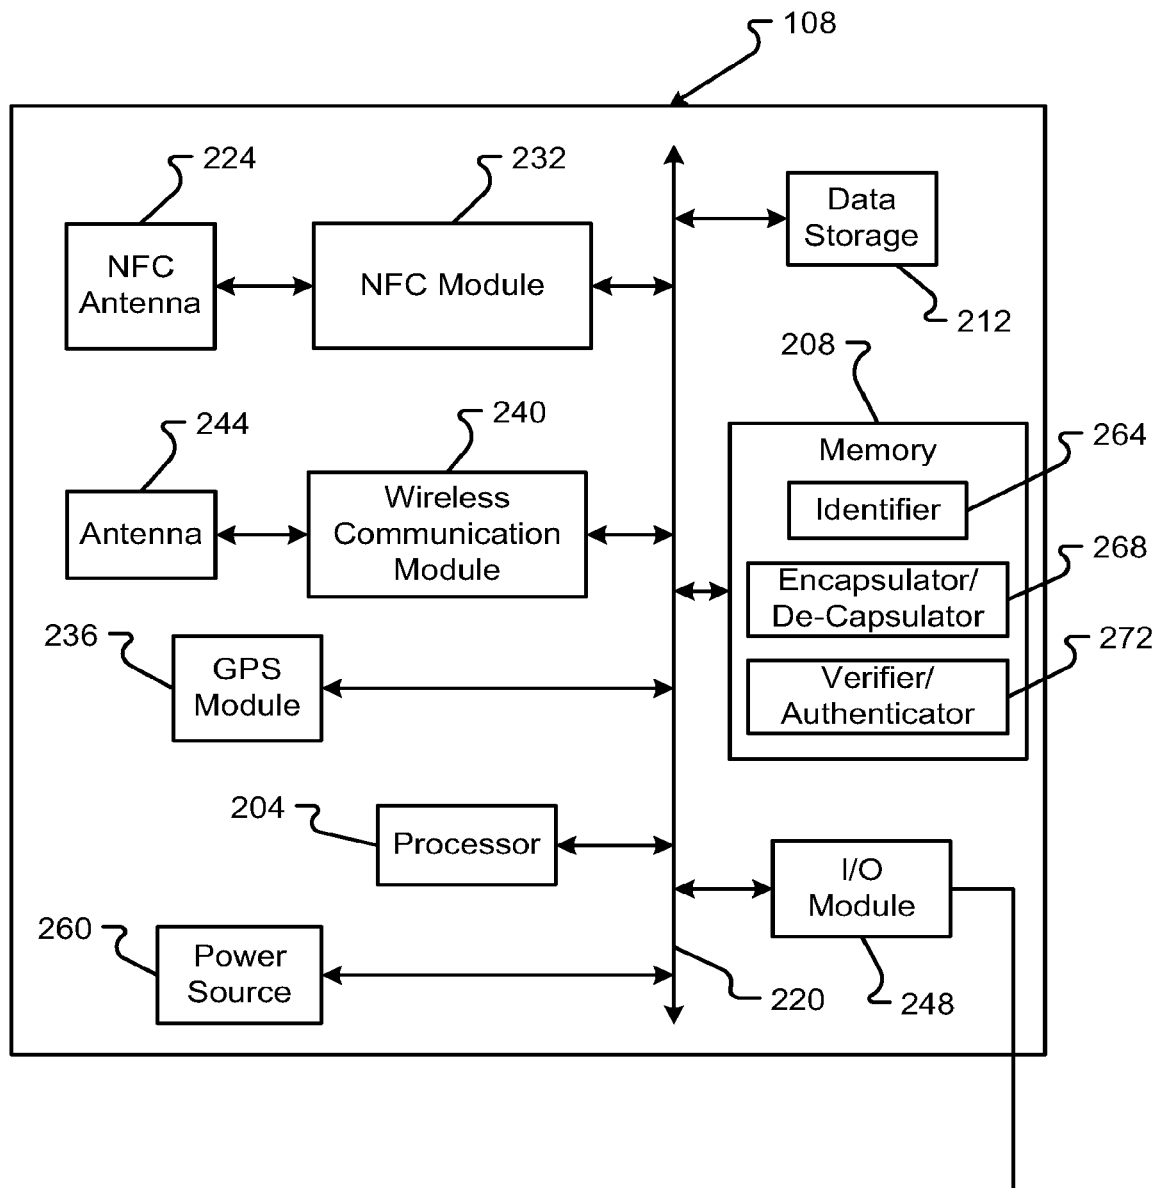 108
224
232
NFC
Antenna
NFC Module
Data
Storage
212
208
244
240
Antenna
Wireless
Communication
Module
Memory
264
Identifier
268
Encapsulator/
De-Capsulator
272
Verifier/
Authenticator
236
GPS
Module
204
Processor
I/O
Module
260
Power
Source
220
248